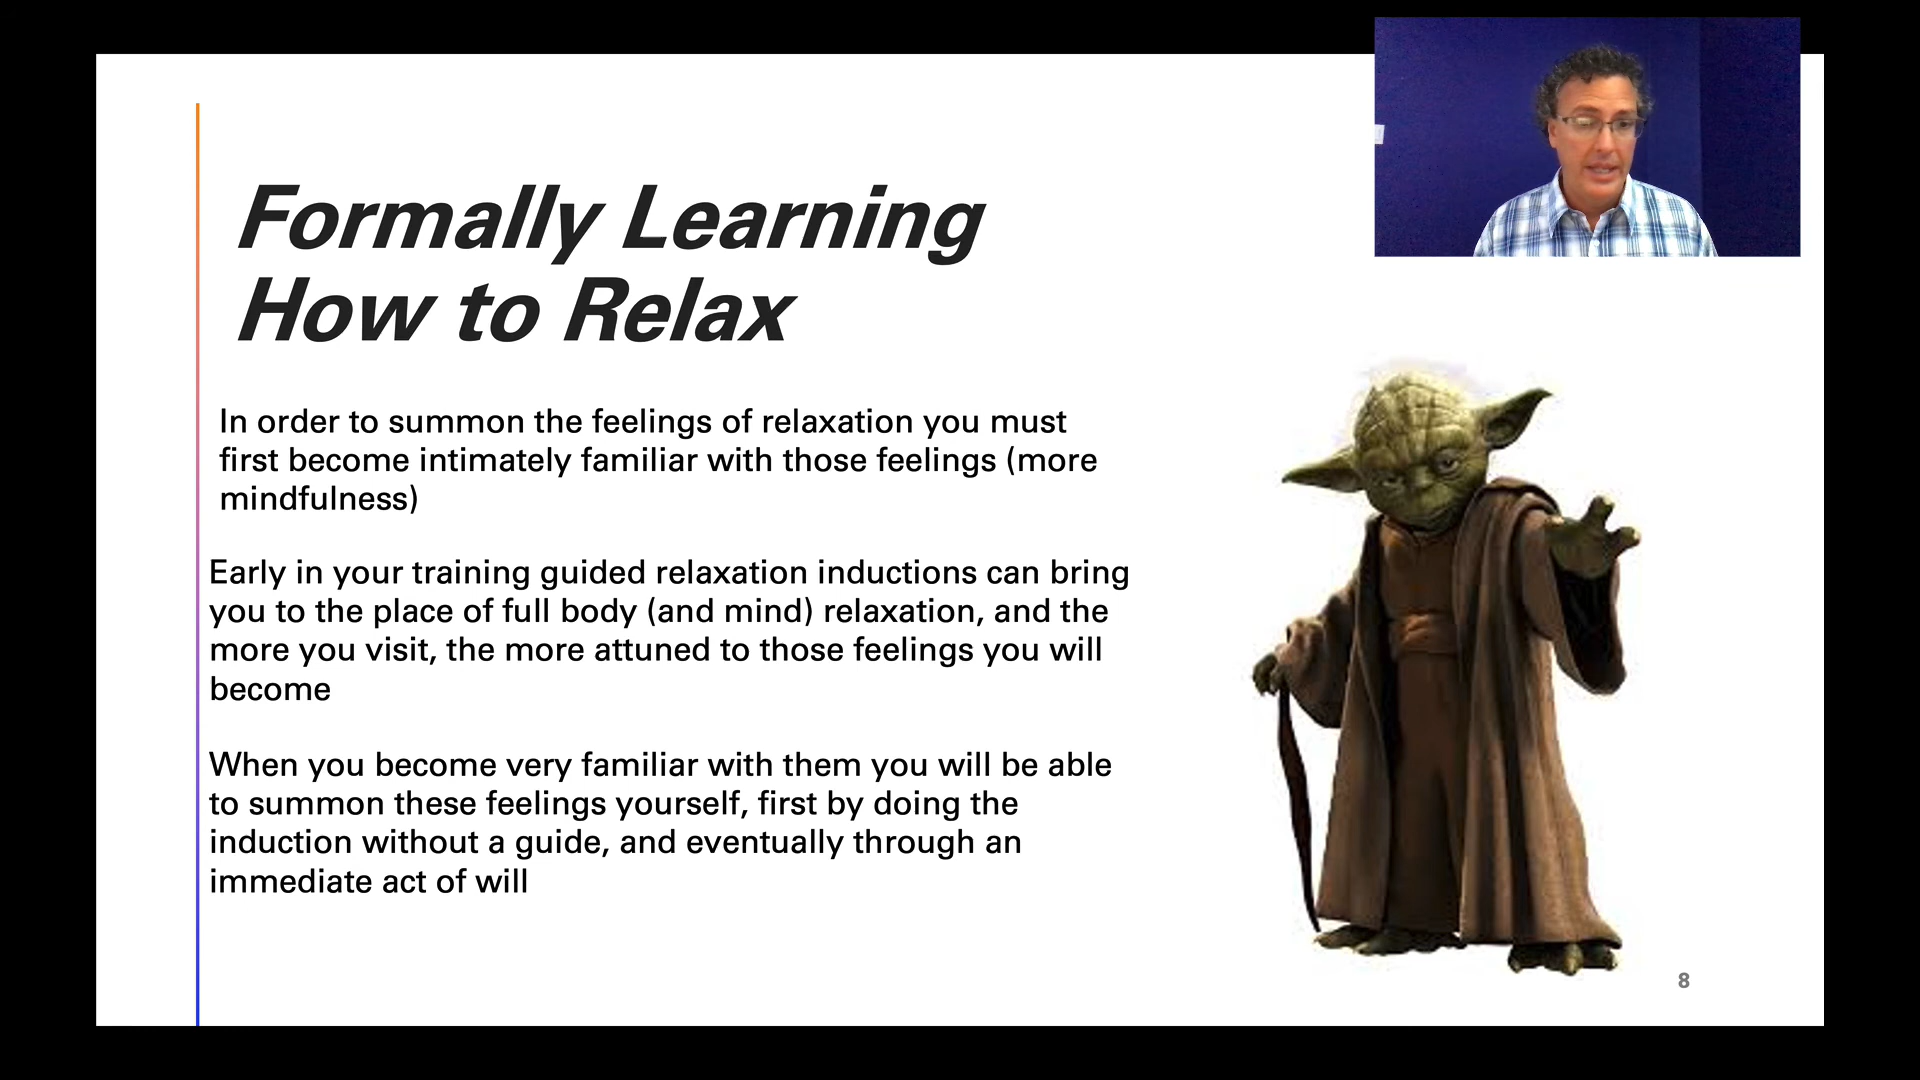 Formally Learning
How to Relax
In order to summon the feelings of relaxation you must
first become intimately familiar with those feelings (more
mindfulness)
Early in your training guided relaxation inductions can bring
you to the place of full body (and mind) relaxation, and the
more you visit, the more attuned to those feelings you will
become
When you become very familiar with them you will be able
to summon these feelings yourself, first by doing the
induction without a guide, and eventually through an
immediate act of will
8